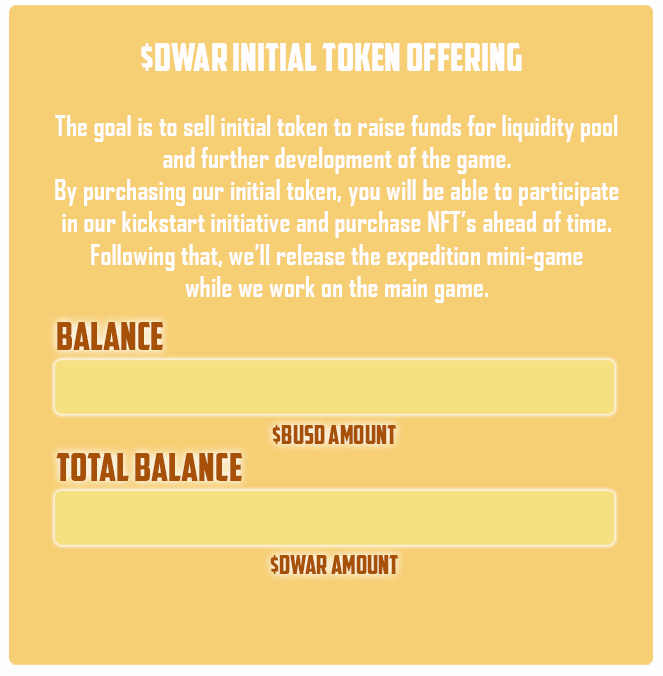 $DWAR INITIAL TOKEN OFFERING
The goal is to sell initial token to raise funds for liquidity pool
and further development of the game.
By purchasing our initial token, you will be able to participate
in our kickstart initiative and purchase NFT's ahead of time.
Following that, we'll release the expedition mini-game
while we work on the main game.
BALANCE
$BUSD AMOUNT
TOTAL BALANCE
$DWAR AMOUNT